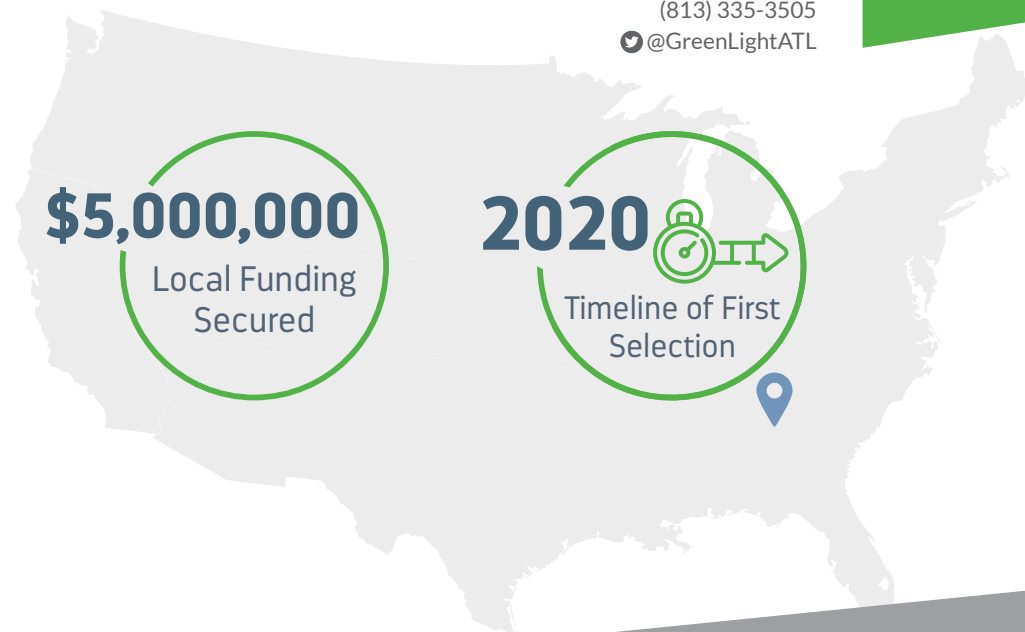 (813) 335-3505
@GreenLightATL
$5,000,000
Local Funding
Secured
2020
Timeline of First
Selection